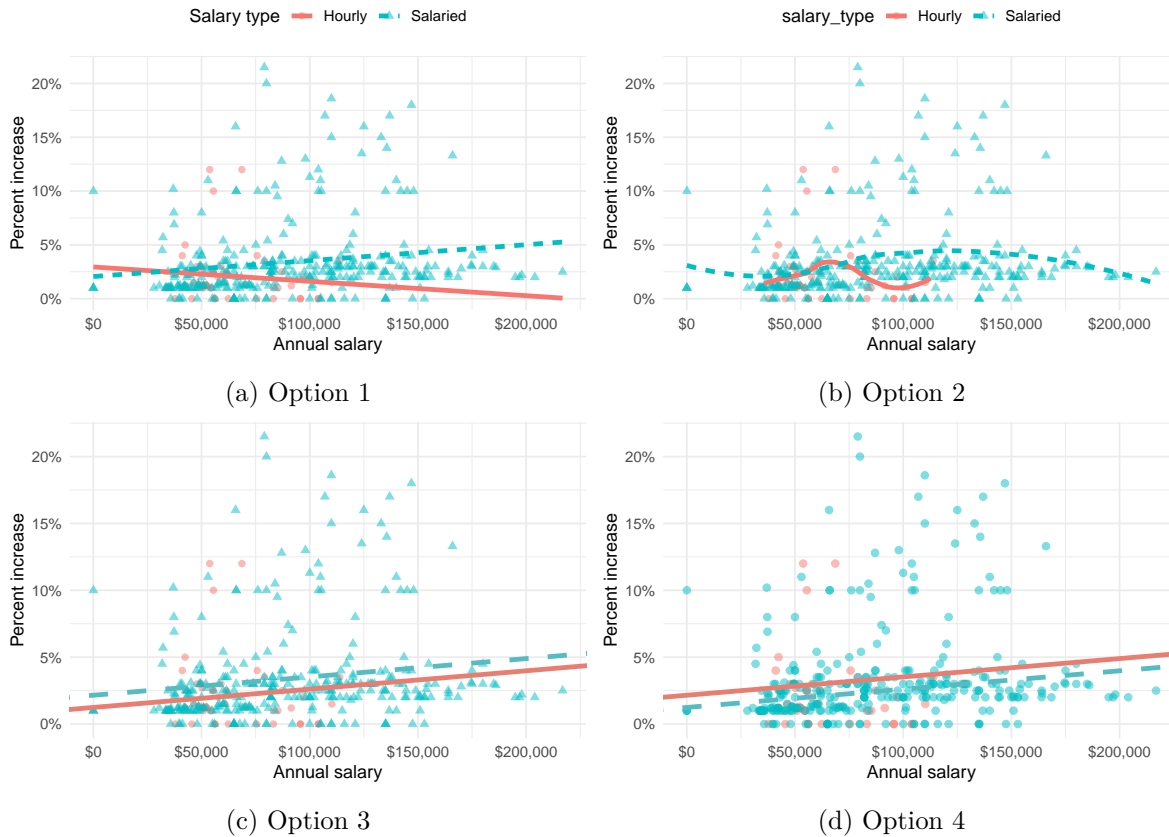 Salary type Hourly Salaried
Percent increase
20%
15%
10%
5%
0%
$0 $50,000 $100,000 $150,000 $200,000
Annual salary
(a) Option 1
salary_type Hourly Salaried
Percent increase
20%
15%
10%
5%
0%
$0 $50,000 $100,000 $150,000 $200,000
Annual salary
(b) Option 2
Percent increase
20%
15%
10%
5%
0%
$0 $50,000 $100,000 $150,000 $200,000
Annual salary
(c) Option 3
Percent increase
20%
15%
10%
5%
0%
$0 $50,000 $100,000 $150,000 $200,000
Annual salary
(d) Option 4